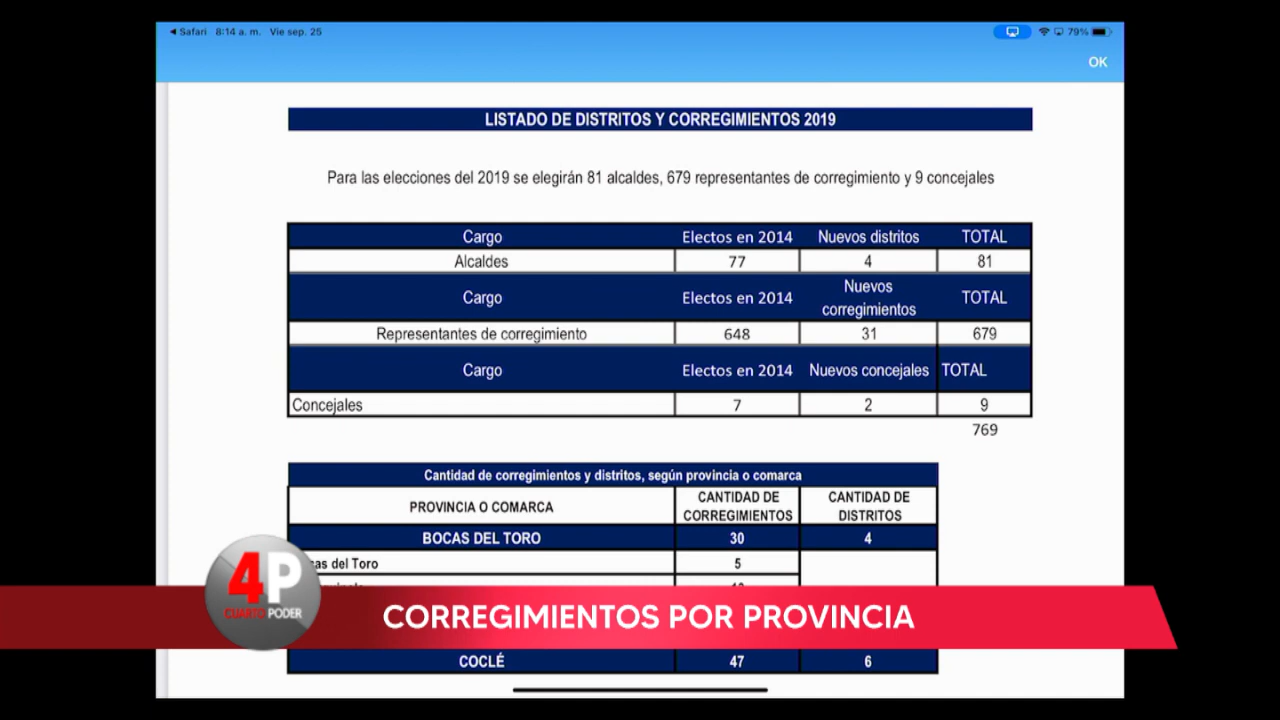 Safari 8:14 a. m. Vie sep. 25
79%
OK
LISTADO DE DISTRITOS Y CORREGIMIENTOS 2019
Para las elecciones del 2019 se elegirán 81 alcaldes, 679 representantes de corregimiento y 9 concejales
Cargo Electos en 2014 Nuevos distritos TOTAL
Alcaldes 77 4 81
Cargo Electos en 2014 Nuevos corregimientos TOTAL
Representantes de corregimiento 648 31 679
Cargo Electos en 2014 Nuevos concejales TOTAL
Concejales 7 2 9
769
Cantidad de corregimientos y distritos, según provincia o comarca
PROVINCIA O COMARCA CANTIDAD DE CORREGIMIENTOS CANTIDAD DE DISTRITOS
BOCAS DEL TORO 30 4
del Toro 5
4P
CUARTO PODER
CORREGIMIENTOS POR PROVINCIA
COCLÉ 47 6